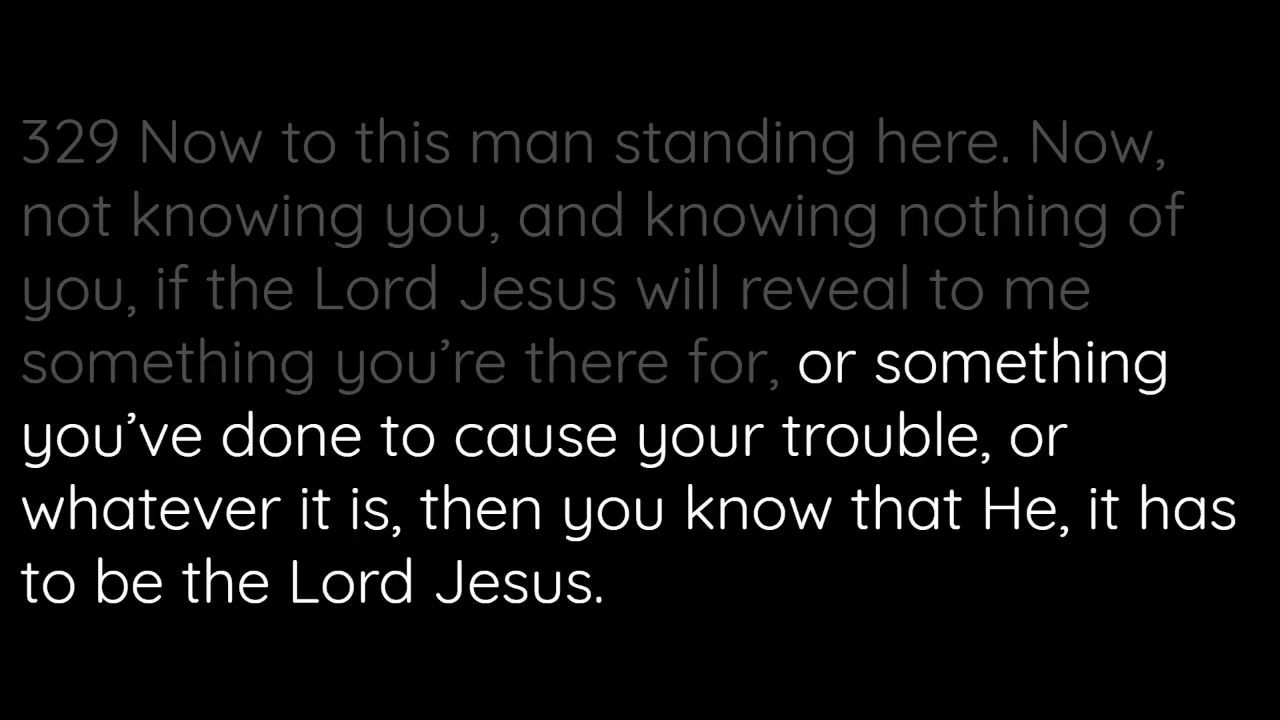 329 Now to this man standing here. Now,
not knowing you, and knowing nothing of
you, if the Lord Jesus will reveal to me
something you’re there for, or something
you’ve done to cause your trouble, or
whatever it is, then you know that He, it has
to be the Lord Jesus.